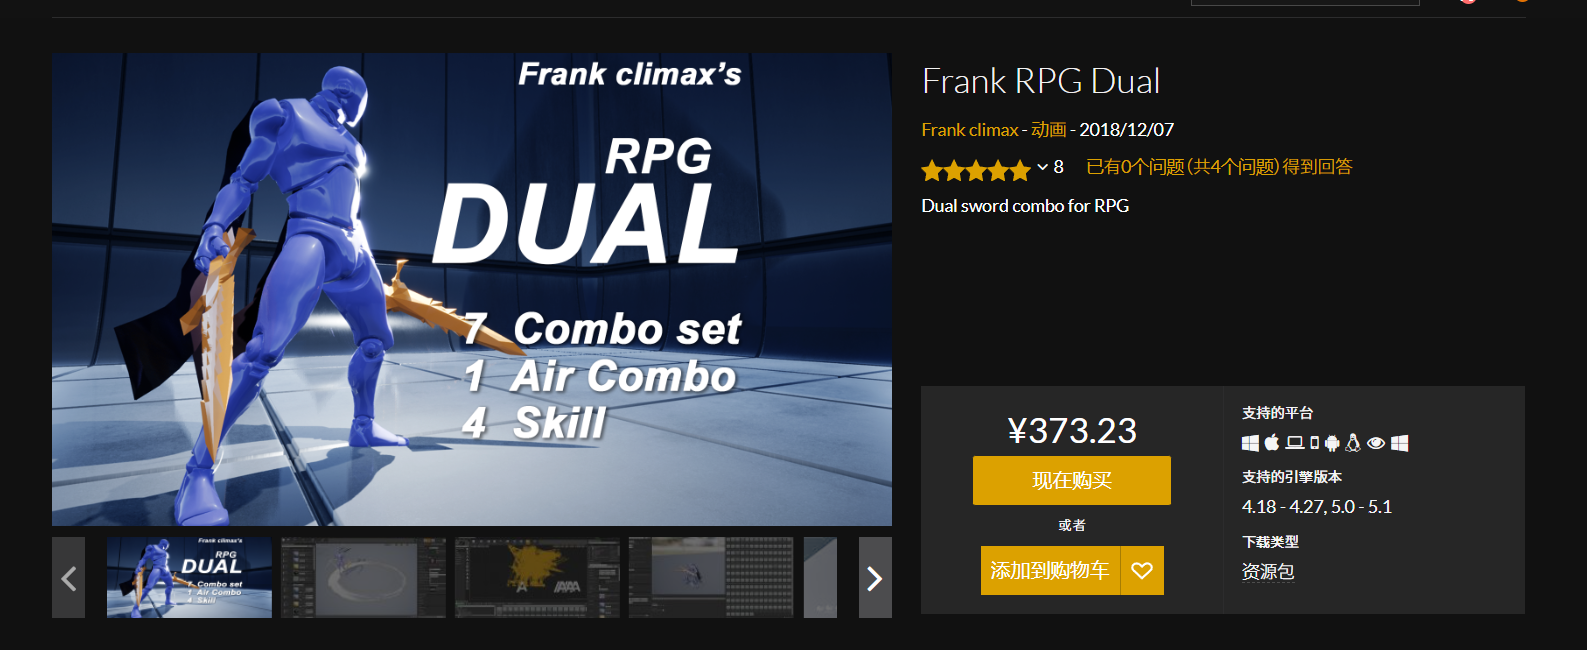 Frank climax's
RPG
DUAL
7 Combo set
1 Air Combo
4 Skill
Frank climax's
RPG
DUAL
7 Combo set
1 Air Combo
4 Skill
Frank RPG Dual
Frank climax - 动画 - 2018/12/07
8 已有0个问题（共4个问题）得到回答
Dual sword combo for RPG
¥373.23
现在购买
或者
添加到购物车
支持的平台
支持的引擎版本
4.18 - 4.27, 5.0 - 5.1
下载类型
资源包